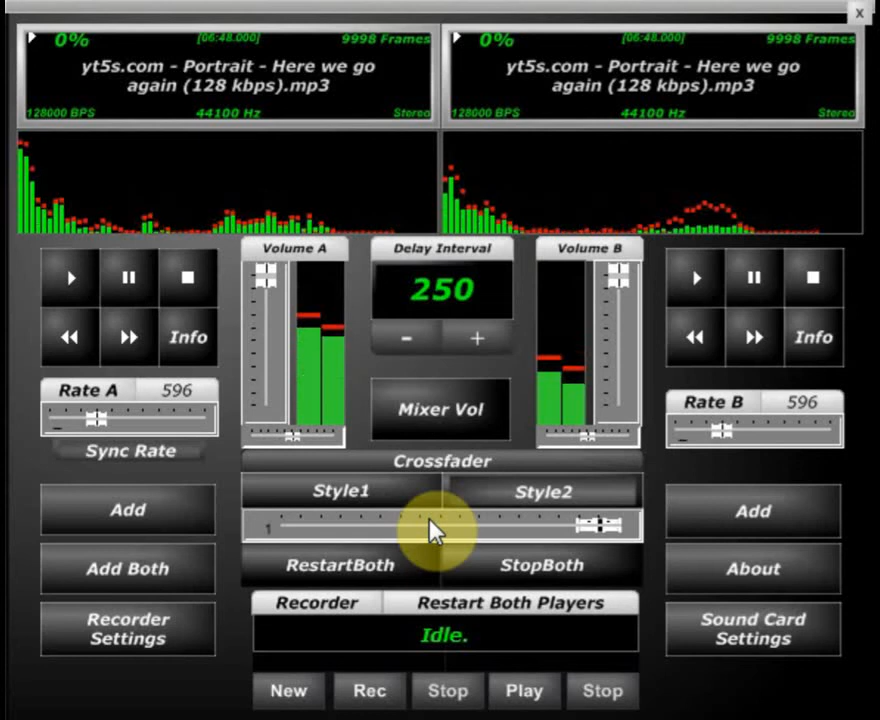 x
0% [06:48.000] 9998 Frames
yt5s.com - Portrait - Here we go
again (128 kbps).mp3
128000 BPS 44100 Hz Stereo
0% [06:48.000] 9998 Frames
yt5s.com - Portrait - Here we go
again (128 kbps).mp3
128000 BPS 44100 Hz Stereo
Volume A
Delay Interval
Volume B
250
- +
Info
Info
Rate A 596
Mixer Vol
Rate B 596
Sync Rate
Crossfader
Style1 Style2
1
Add
Add
Add Both
RestartBoth StopBoth
About
Recorder Restart Both Players
Recorder
Settings
Idle.
Sound Card
Settings
New Rec Stop Play Stop